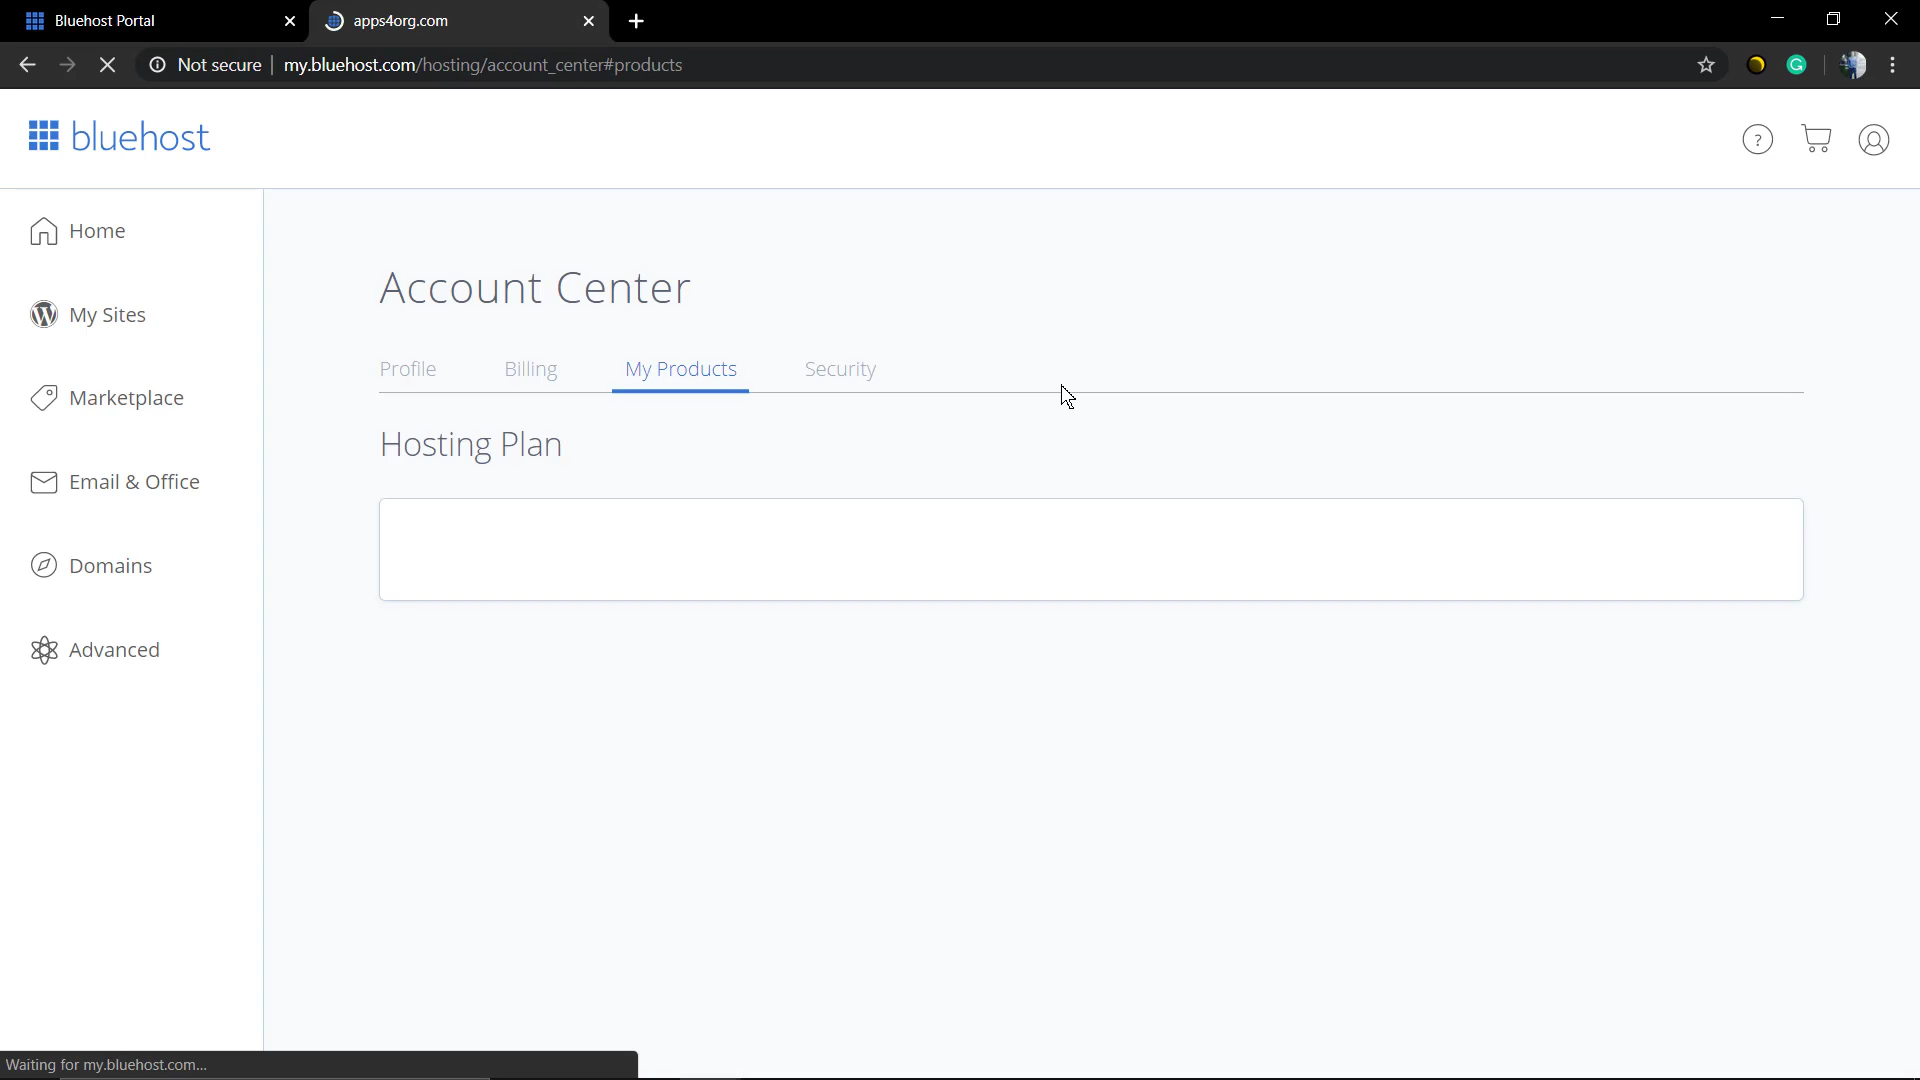 Bluehost Portal
apps4org.com
Not secure
my.bluehost.com/hosting/account_center#products
bluehost
?
Home
My Sites
Marketplace
Email & Office
Domains
Advanced
Account Center
Profile
Billing
My Products
Security
Hosting Plan
Waiting for my.bluehost.com...